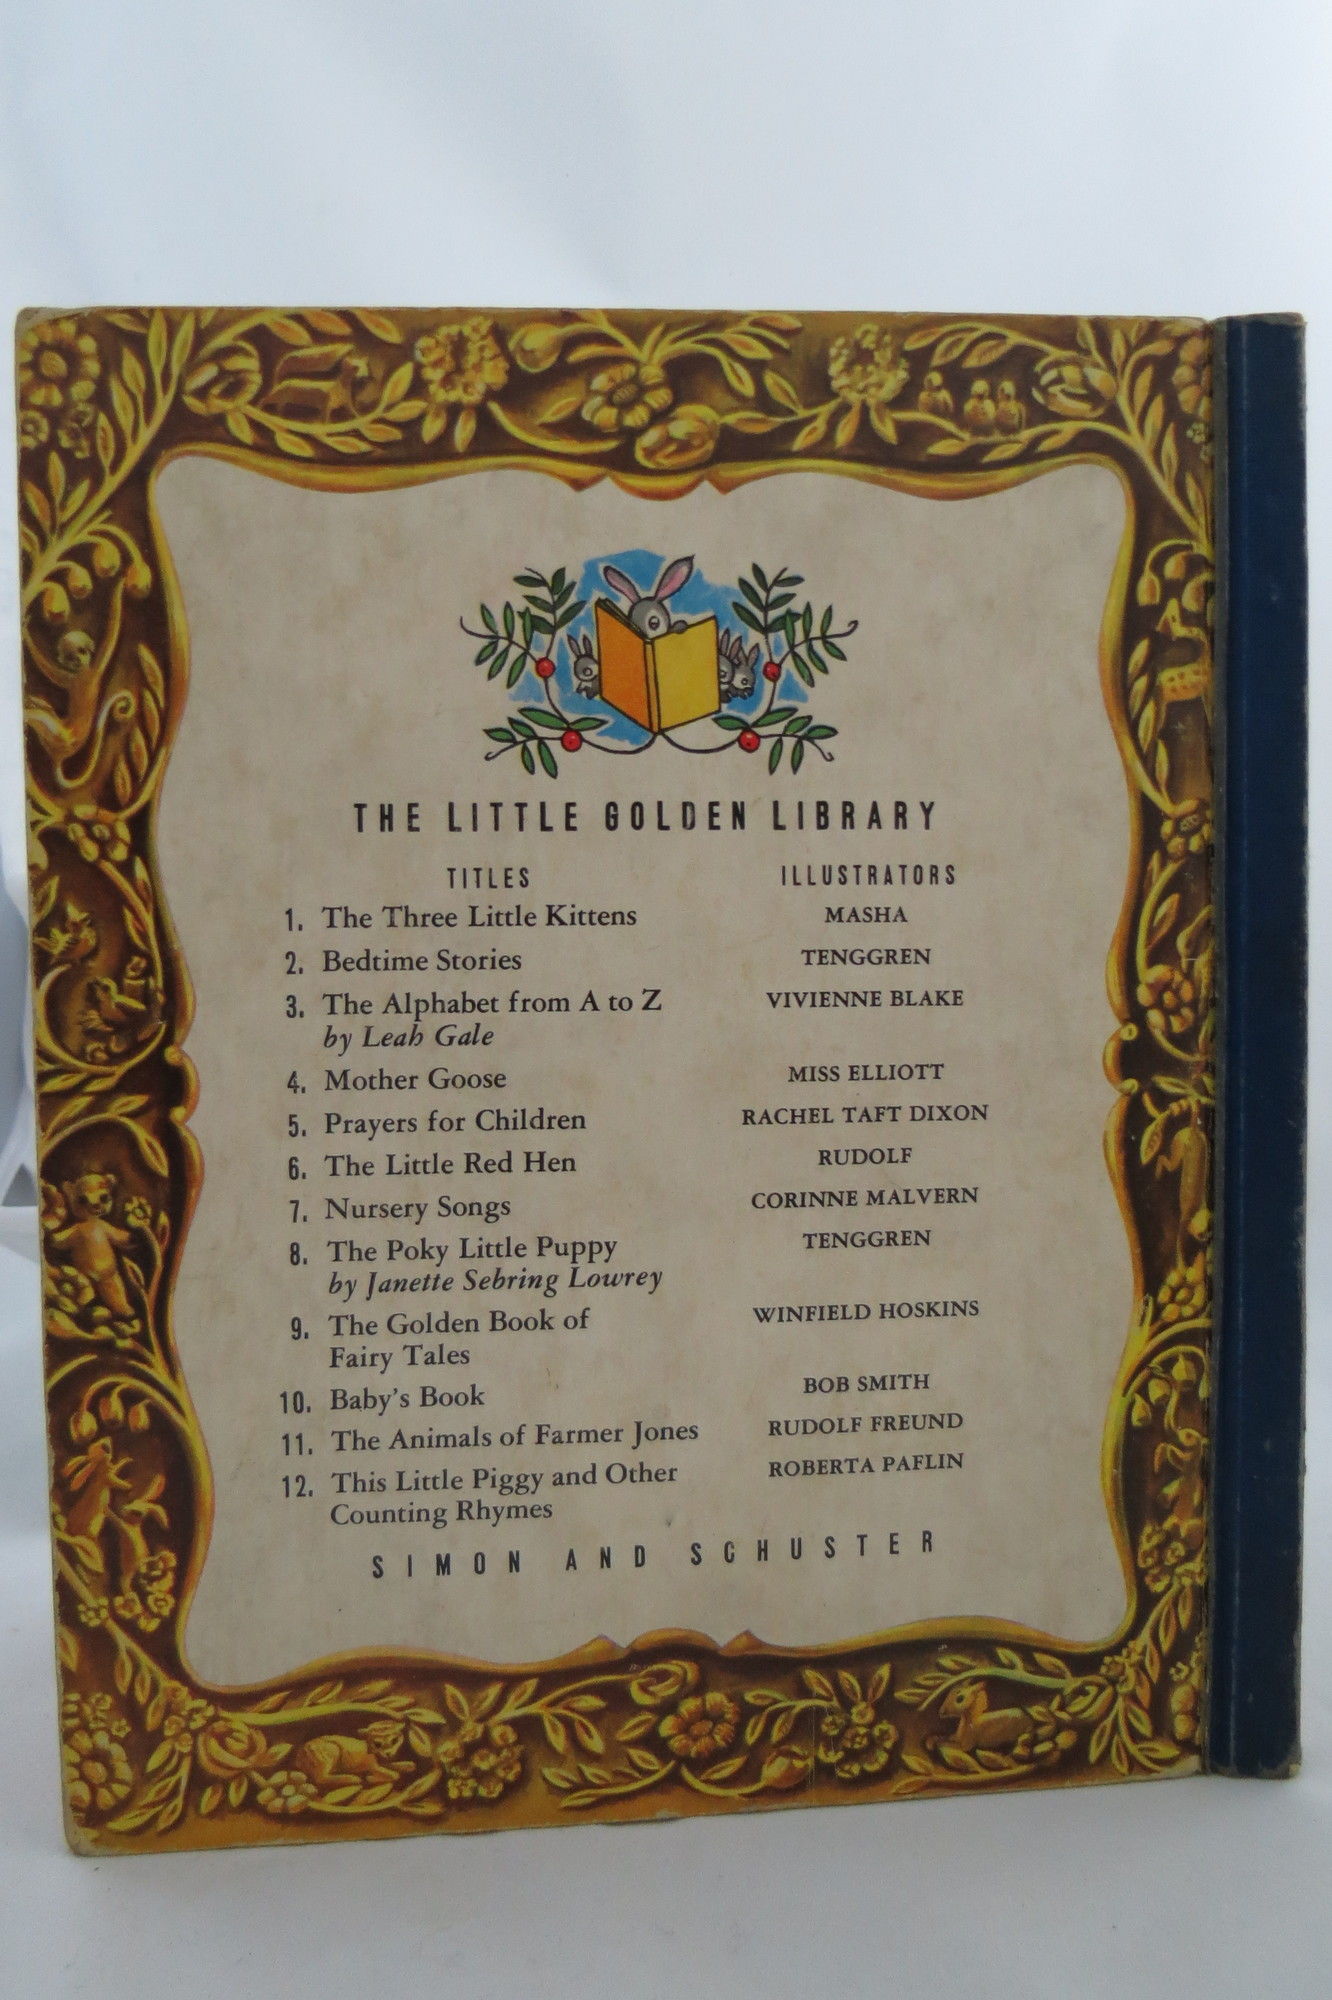 THE LITTLE GOLDEN LIBRARY
TITLES ILLUSTRATORS
1. The Three Little Kittens MASHA
2. Bedtime Stories TENGGREN
3. The Alphabet from A to Z VIVIENNE BLAKE
by Leah Gale
4. Mother Goose MISS ELLIOTT
5. Prayers for Children RACHEL TAFT DIXON
6. The Little Red Hen RUDOLF
7. Nursery Songs CORINNE MALVERN
8. The Poky Little Puppy TENGGREN
by Janette Sebring Lowrey
9. The Golden Book of WINFIELD HOSKINS
Fairy Tales
10. Baby's Book BOB SMITH
11. The Animals of Farmer Jones RUDOLF FREUND
12. This Little Piggy and Other ROBERTA PAFLIN
Counting Rhymes
SIMON AND SCHUSTER